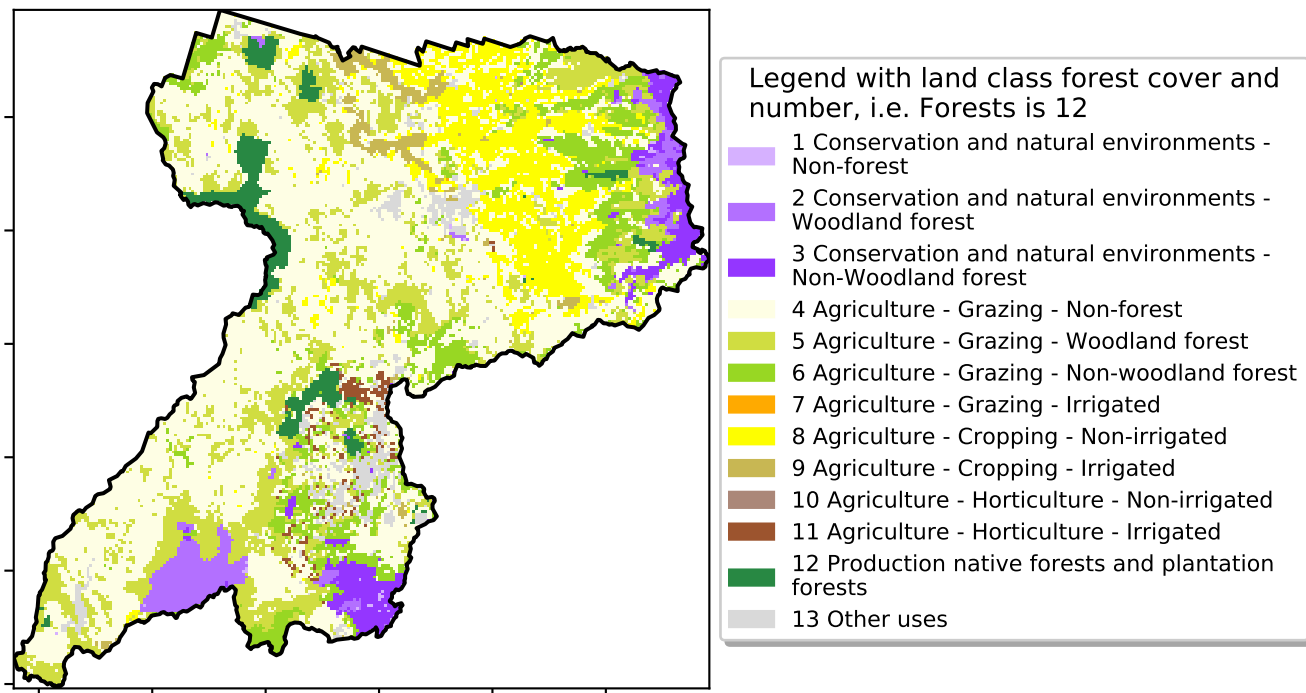 Legend with land class forest cover and
number, i.e. Forests is 12
1 Conservation and natural environments -
Non-forest
2 Conservation and natural environments -
Woodland forest
3 Conservation and natural environments -
Non-Woodland forest
4 Agriculture - Grazing - Non-forest
5 Agriculture - Grazing - Woodland forest
6 Agriculture - Grazing - Non-woodland forest
7 Agriculture - Grazing - Irrigated
8 Agriculture - Cropping - Non-irrigated
9 Agriculture - Cropping - Irrigated
10 Agriculture - Horticulture - Non-irrigated
11 Agriculture - Horticulture - Irrigated
12 Production native forests and plantation
forests
13 Other uses